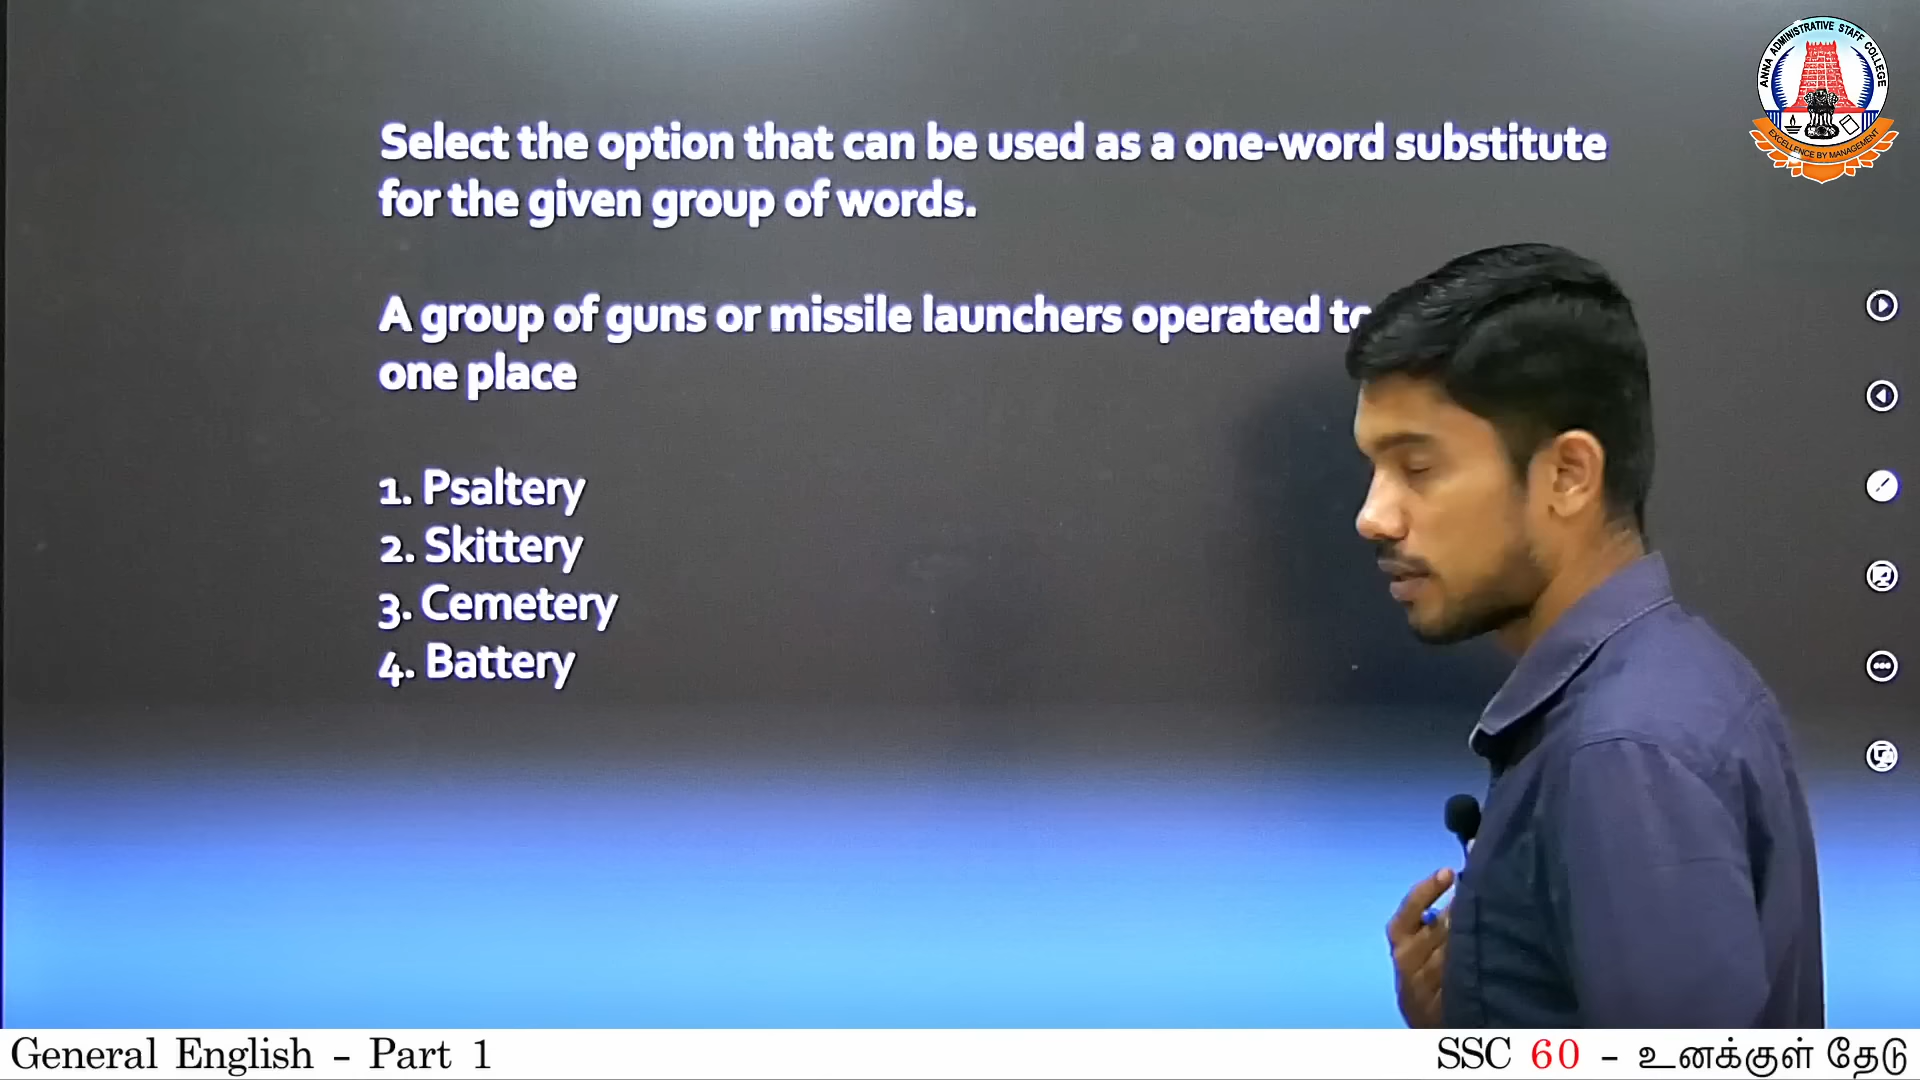 ANNA ADMINISTRATIVE STAFF COLLEGE
EXCELLENCE BY MANAGEMENT
Select the option that can be used as a one-word substitute
for the given group of words.
A group of guns or missile launchers operated
one place
1. Psaltery
2. Skittery
3. Cemetery
4. Battery
General English - Part 1
SSC 60 - உனக்குள் தேடு